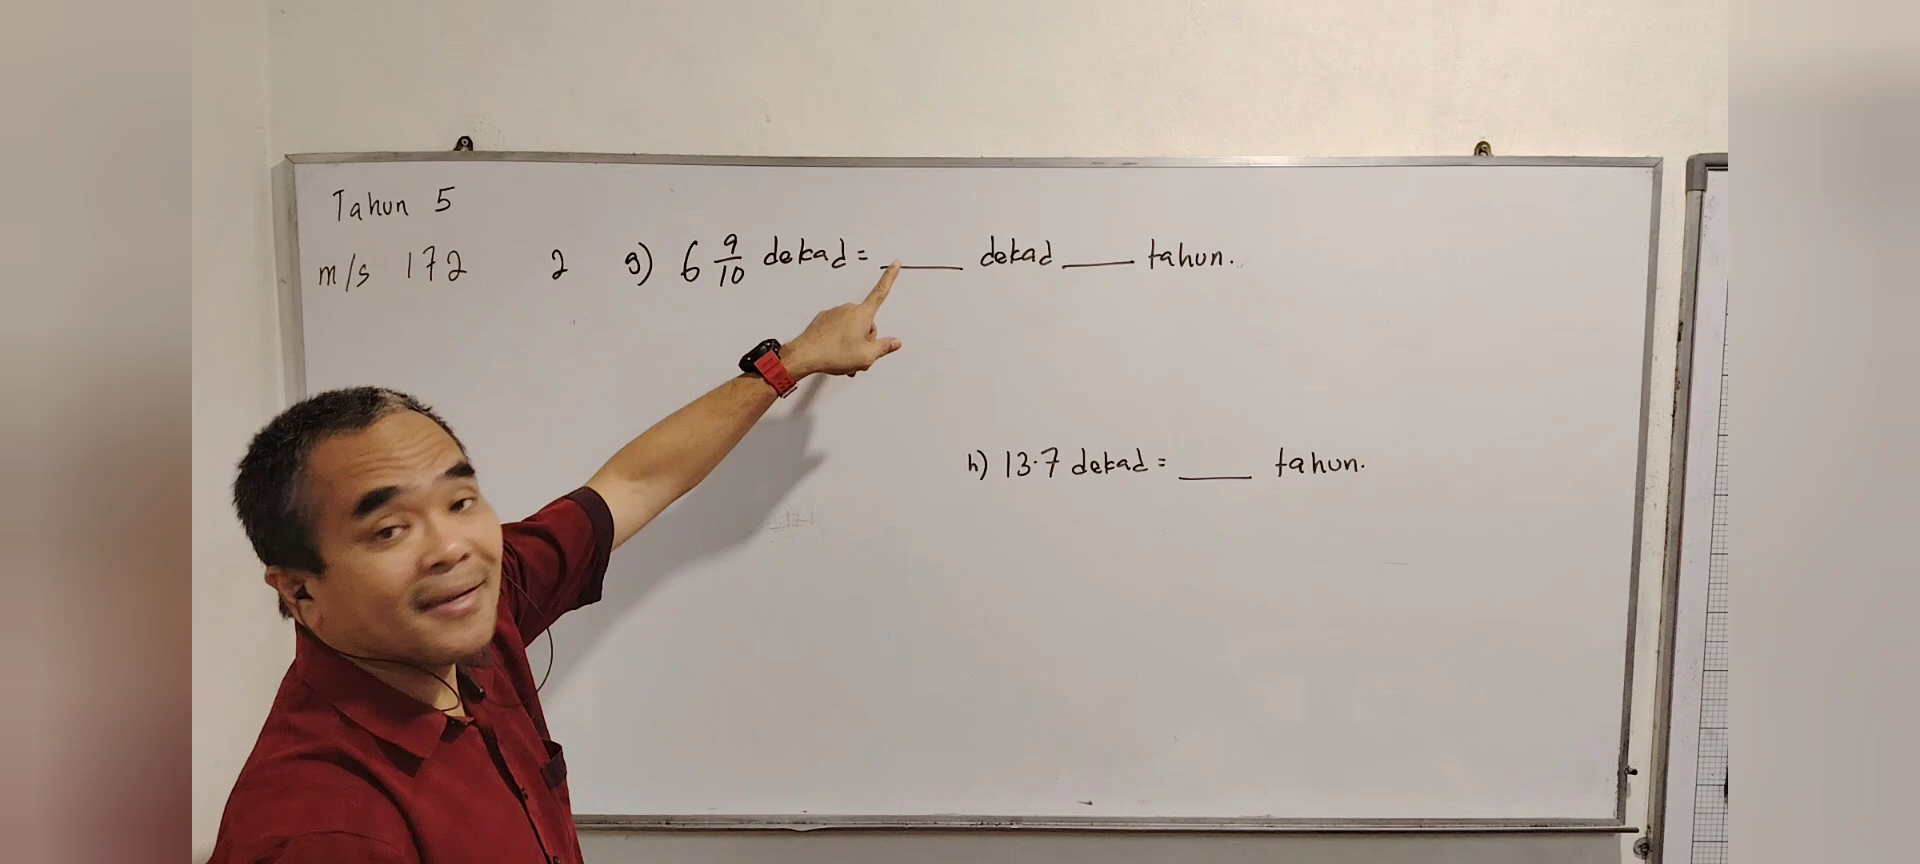 Tahun 5
m/s 172 2 g) 6 9/10 dekad = ____ dekad ____ tahun.
h) 13.7 dekad = ____ tahun.